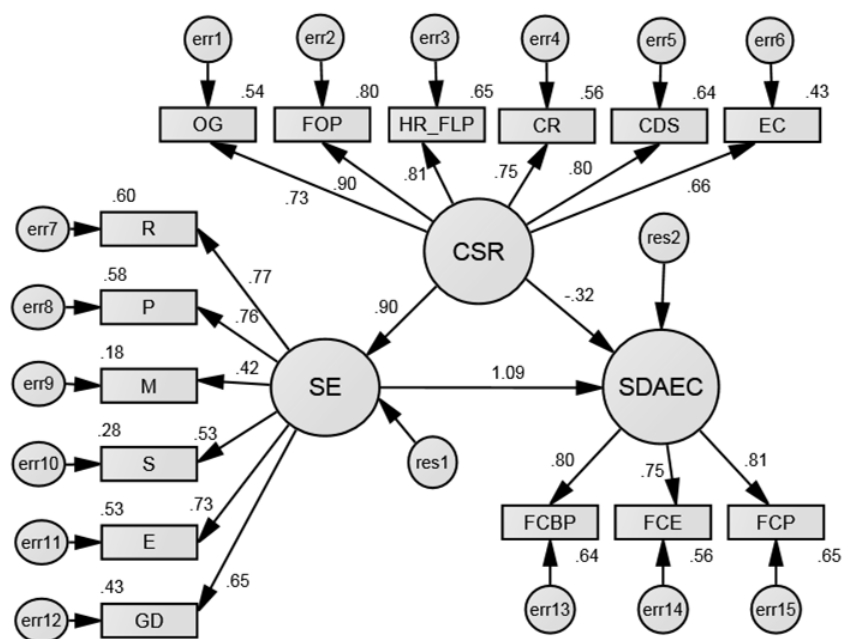 err1 err2 err3 err4 err5 err6
.54 .80 .65 .56 .64 .43
OG FOP HR_FLP CR CDS EC
.73 .90 .81 .75 .80 .66
.60
err7 R
CSR
res2
.77
.58
err8 P
.76
.90 -.32
.18
err9 M
.42
SE
1.09
SDAEC
.28
err10 S
.53
res1
.80 .75 .81
.53
err11 E
.73
FCBP FCE FCP
.64 .56 .65
.43
err12 GD
.65
err13 err14 err15